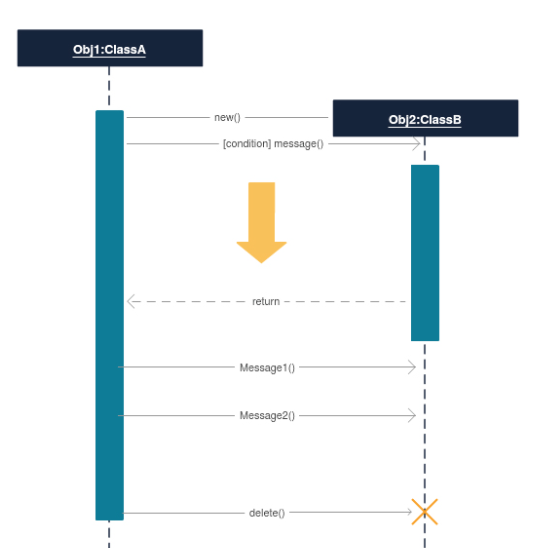 Obj1:ClassA
new()
Obj2:ClassB
[condition] message()
return
Message1()
Message2()
delete()